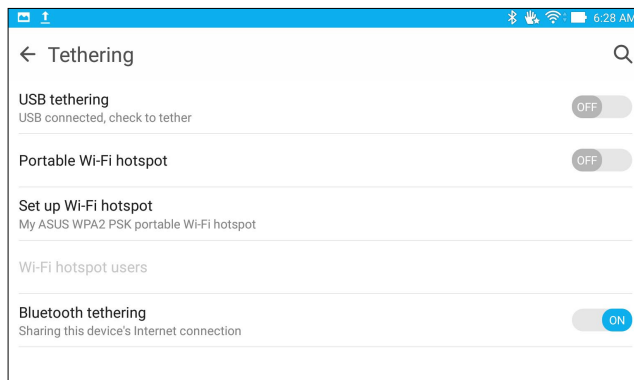 6:28 AM
Tethering
USB tethering
OFF
USB connected, check to tether
Portable Wi-Fi hotspot
OFF
Set up Wi-Fi hotspot
My ASUS WPA2 PSK portable Wi-Fi hotspot
Wi-Fi hotspot users
Bluetooth tethering
ON
Sharing this device's Internet connection